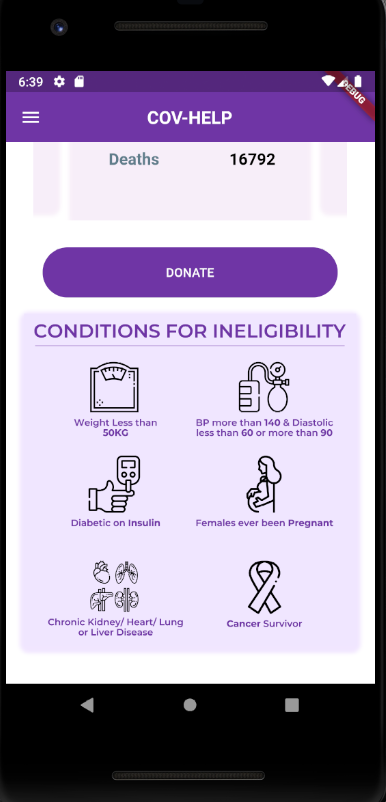 6:39
DEBUG
COV-HELP
Deaths 16792
DONATE
CONDITIONS FOR INELIGIBILITY
Weight Less than
50KG
BP more than 140 & Diastolic
less than 60 or more than 90
Diabetic on Insulin
Females ever been Pregnant
Chronic Kidney/ Heart/ Lung
or Liver Disease
Cancer Survivor